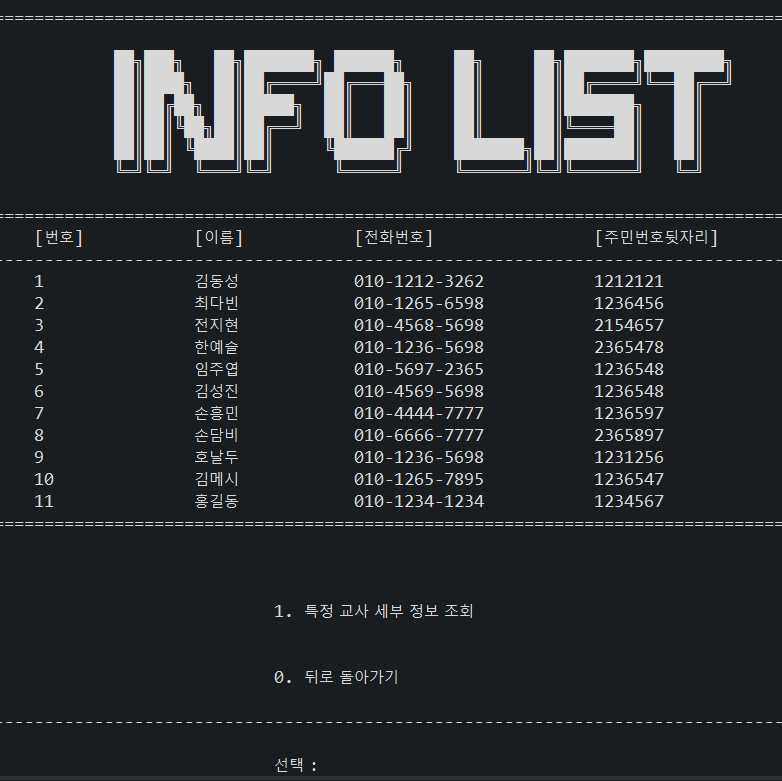 INFO LIST
[번호] [이름] [전화번호] [주민번호뒷자리]
1 김동성 010-1212-3262 1212121
2 최다빈 010-1265-6598 1236456
3 전지현 010-4568-5698 2154657
4 한예슬 010-1236-5698 2365478
5 임주엽 010-5697-2365 1236548
6 김성진 010-4569-5698 1236548
7 손흥민 010-4444-7777 1236597
8 손담비 010-6666-7777 2365897
9 호날두 010-1236-5698 1231256
10 김메시 010-1265-7895 1236547
11 홍길동 010-1234-1234 1234567
1. 특정 교사 세부 정보 조회
0. 뒤로 돌아가기
선택 :